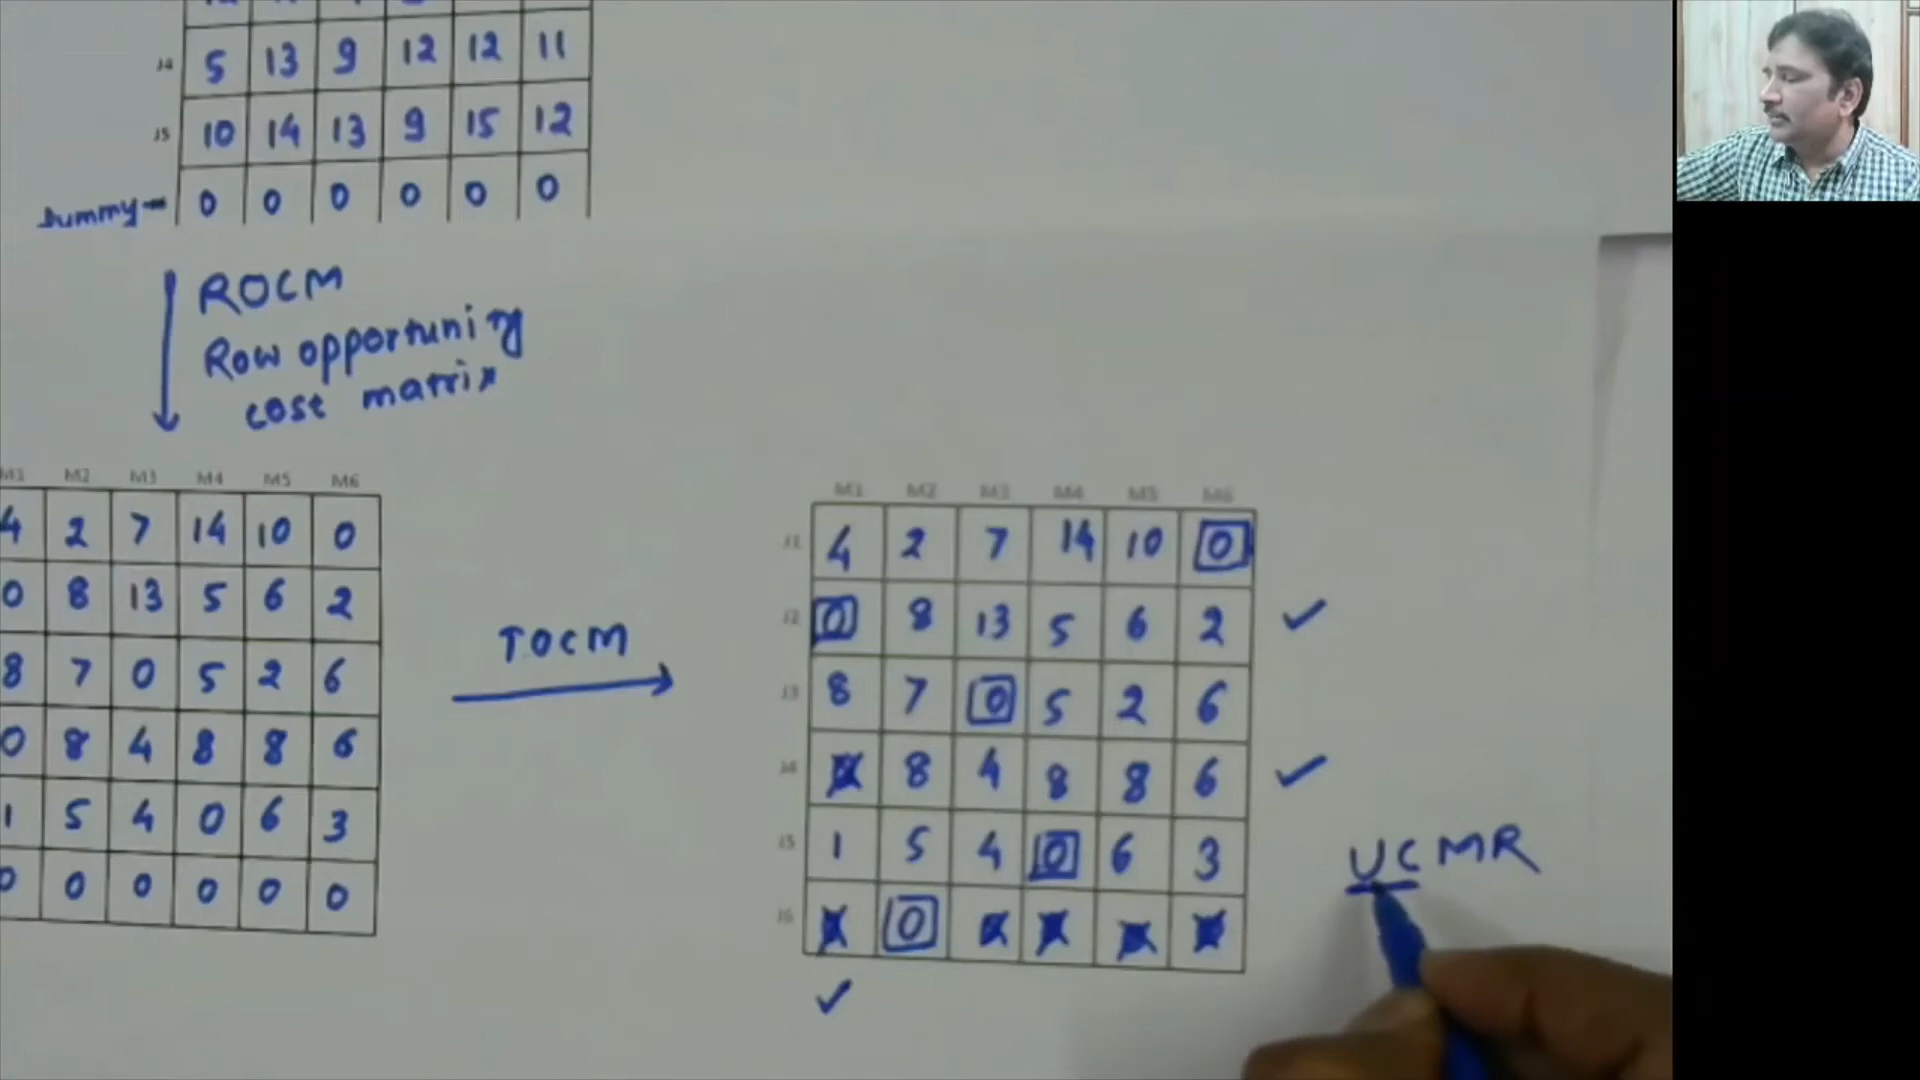 J4 5 13 9 12 12 11
J5 10 14 13 9 15 12
Dummy 0 0 0 0 0 0
ROCM
Row opportuniy
cost matrix
M1 M2 M3 M4 M5 M6
4 2 7 14 10 0
0 8 13 5 6 2
8 7 0 5 2 6
0 8 4 8 8 6
1 5 4 0 6 3
0 0 0 0 0 0
TOCM
M1 M2 M3 M4 M5 M6
J1 4 2 7 14 10 0
J2 0 8 13 5 6 2
J3 8 7 0 5 2 6
J4 8 4 8 8 6
J5 1 5 4 0 6 3
J6 0
UCMR